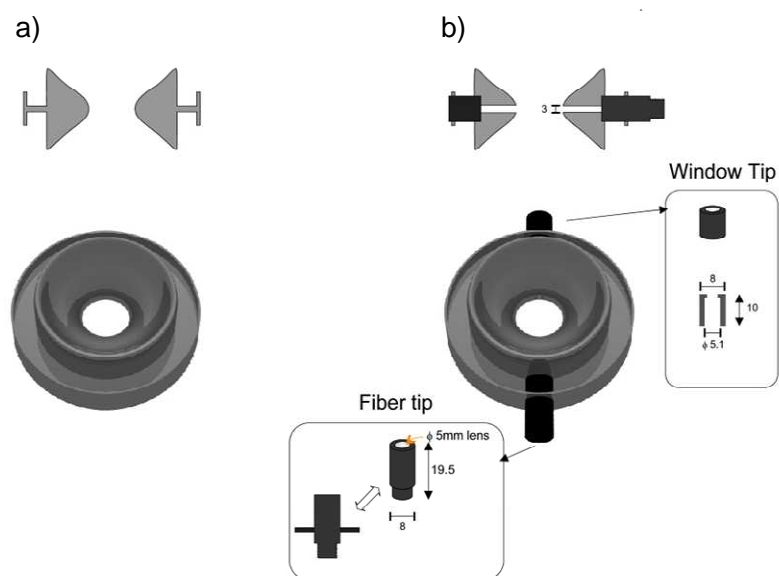 a)
b)
3
Window Tip
8
10
ϕ 5.1
Fiber tip
ϕ 5mm lens
19.5
8